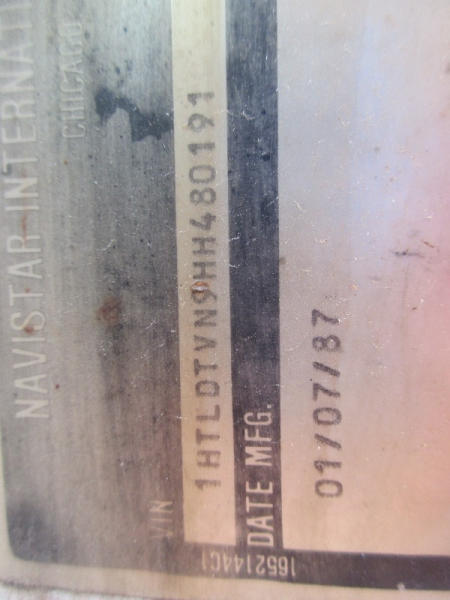 NAVISTAR INTERNATI
CHICAGO
VIN 1HTLDTVN9HH480191
DATE MFG. 01/07/87
1652144C1